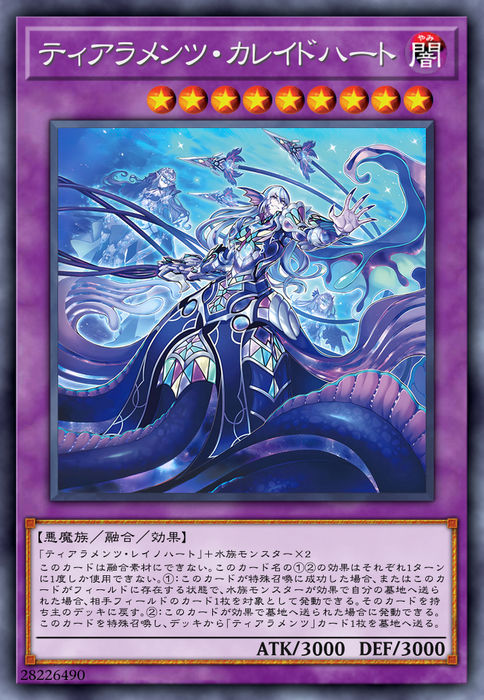 ティアラメンツ・カレイドハート
やみ
闇
【悪魔族／融合／効果】
「ティアラメンツ・レイノハート」＋水族モンスター×2
このカードは融合素材にできない。このカード名の①②の効果はそれぞれ1ターン
に1度しか使用できない。①：このカードが特殊召喚に成功した場合、またはこのカ
ードがフィールドに存在する状態で、水族モンスターが効果で自分の墓地へ送ら
れた場合、相手フィールドのカード1枚を対象として発動できる。そのカードを持
ち主のデッキに戻す。②：このカードが効果で墓地へ送られた場合に発動できる。
このカードを特殊召喚し、デッキから「ティアラメンツ」カード1枚を墓地へ送る。
ATK/3000 DEF/3000
28226490